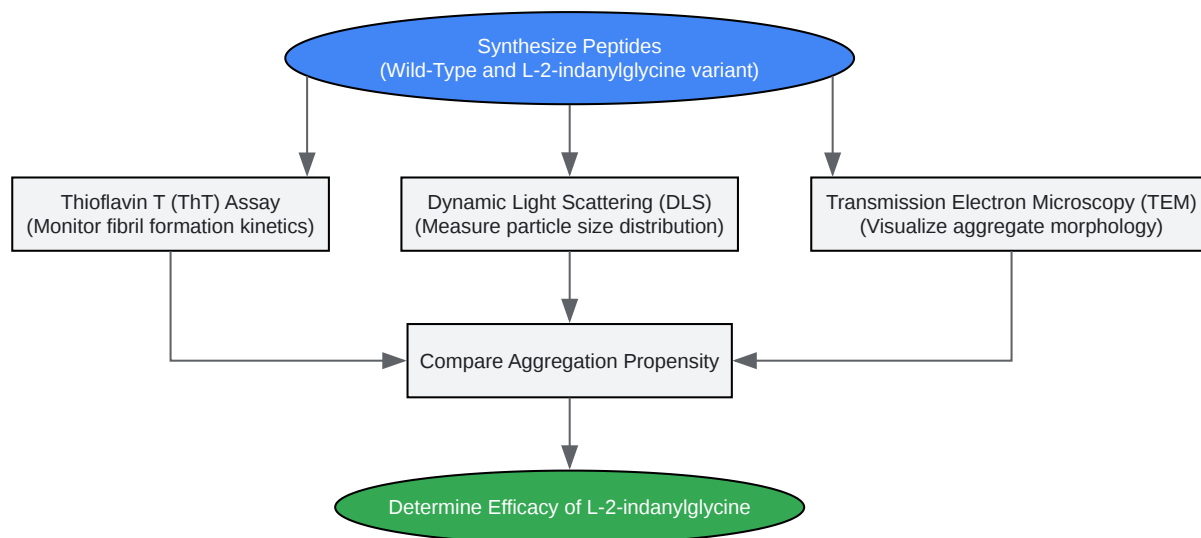 Synthesize Peptides
(Wild-Type and L-2-indanylglycine variant)
Thioflavin T (ThT) Assay
(Monitor fibril formation kinetics)
Dynamic Light Scattering (DLS)
(Measure particle size distribution)
Transmission Electron Microscopy (TEM)
(Visualize aggregate morphology)
Compare Aggregation Propensity
Determine Efficacy of L-2-indanylglycine